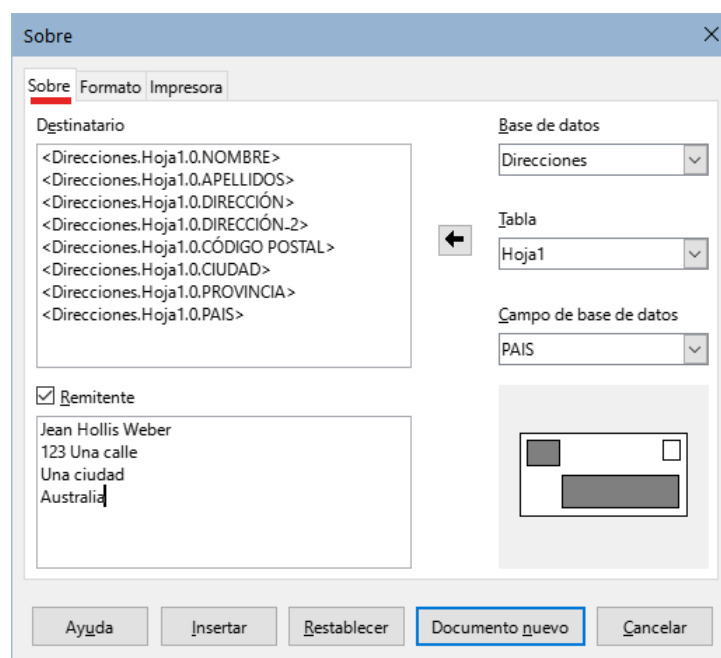 Sobre
Sobre Formato Impresora
Destinatario
<Direcciones.Hoja1.0.NOMBRE>
<Direcciones.Hoja1.0.APELLIDOS>
<Direcciones.Hoja1.0.DIRECCIÓN>
<Direcciones.Hoja1.0.DIRECCIÓN-2>
<Direcciones.Hoja1.0.CÓDIGO POSTAL>
<Direcciones.Hoja1.0.CIUDAD>
<Direcciones.Hoja1.0.PROVINCIA>
<Direcciones.Hoja1.0.PAIS>
Base de datos
Direcciones
Tabla
Hoja1
Campo de base de datos
PAIS
Remitente
Jean Hollis Weber
123 Una calle
Una ciudad
Australia
Ayuda Insertar Restablecer Documento nuevo Cancelar